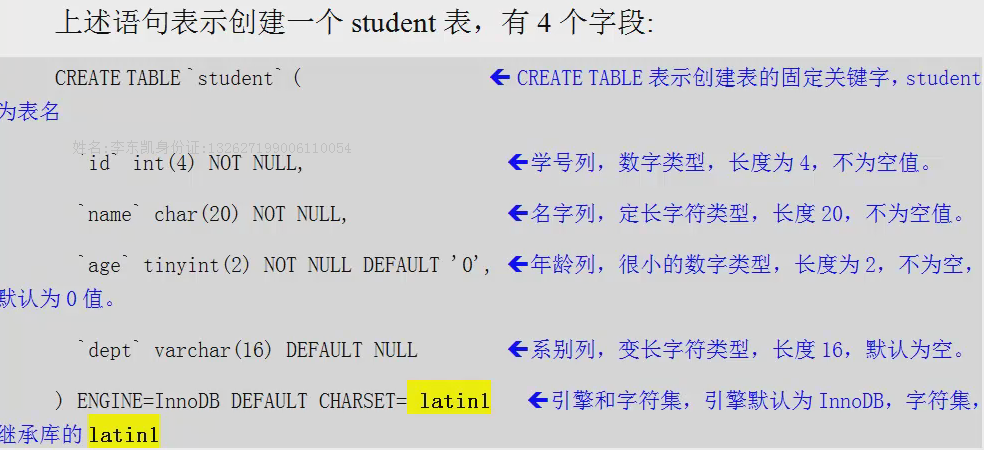 上述语句表示创建一个 student 表，有 4 个字段:
CREATE TABLE `student` ( ← CREATE TABLE 表示创建表的固定关键字，student
为表名
姓名:李东凯身份证:132627199006110054
`id` int(4) NOT NULL, ← 学号列，数字类型，长度为 4，不为空值。
`name` char(20) NOT NULL, ← 名字列，定长字符类型，长度 20，不为空值。
`age` tinyint(2) NOT NULL DEFAULT '0', ← 年龄列，很小的数字类型，长度为 2，不为空，
默认为 0 值。
`dept` varchar(16) DEFAULT NULL ← 系别列，变长字符类型，长度 16，默认为空。
) ENGINE=InnoDB DEFAULT CHARSET= latin1 ← 引擎和字符集，引擎默认为 InnoDB，字符集，
继承库的 latin1